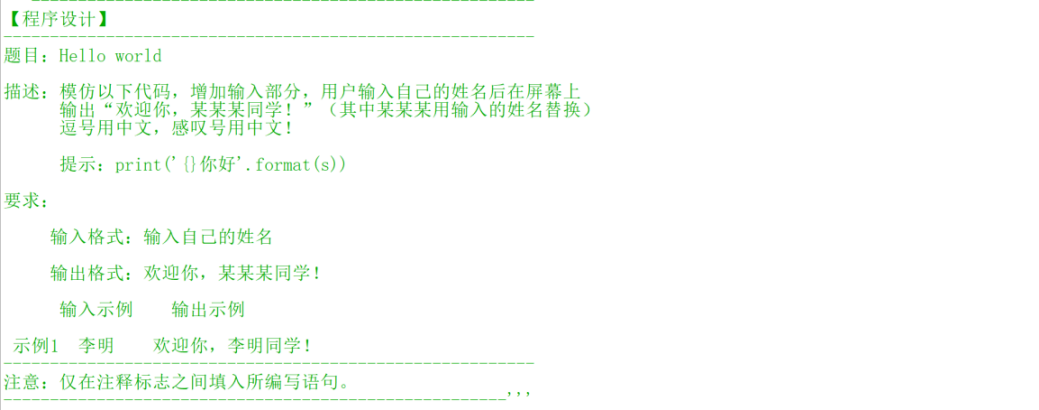 【程序设计】
题目：Hello world
描述：模仿以下代码，增加输入部分，用户输入自己的姓名后在屏幕上
输出“欢迎你，某某某同学！”（其中某某某用输入的姓名替换）
逗号用中文，感叹号用中文！
提示：print('{}你好'.format(s))
要求：
输入格式：输入自己的姓名
输出格式：欢迎你，某某某同学！
输入示例    输出示例
示例1  李明    欢迎你，李明同学！
注意：仅在注释标志之间填入所编写语句。
-------------------------------------------------------'''